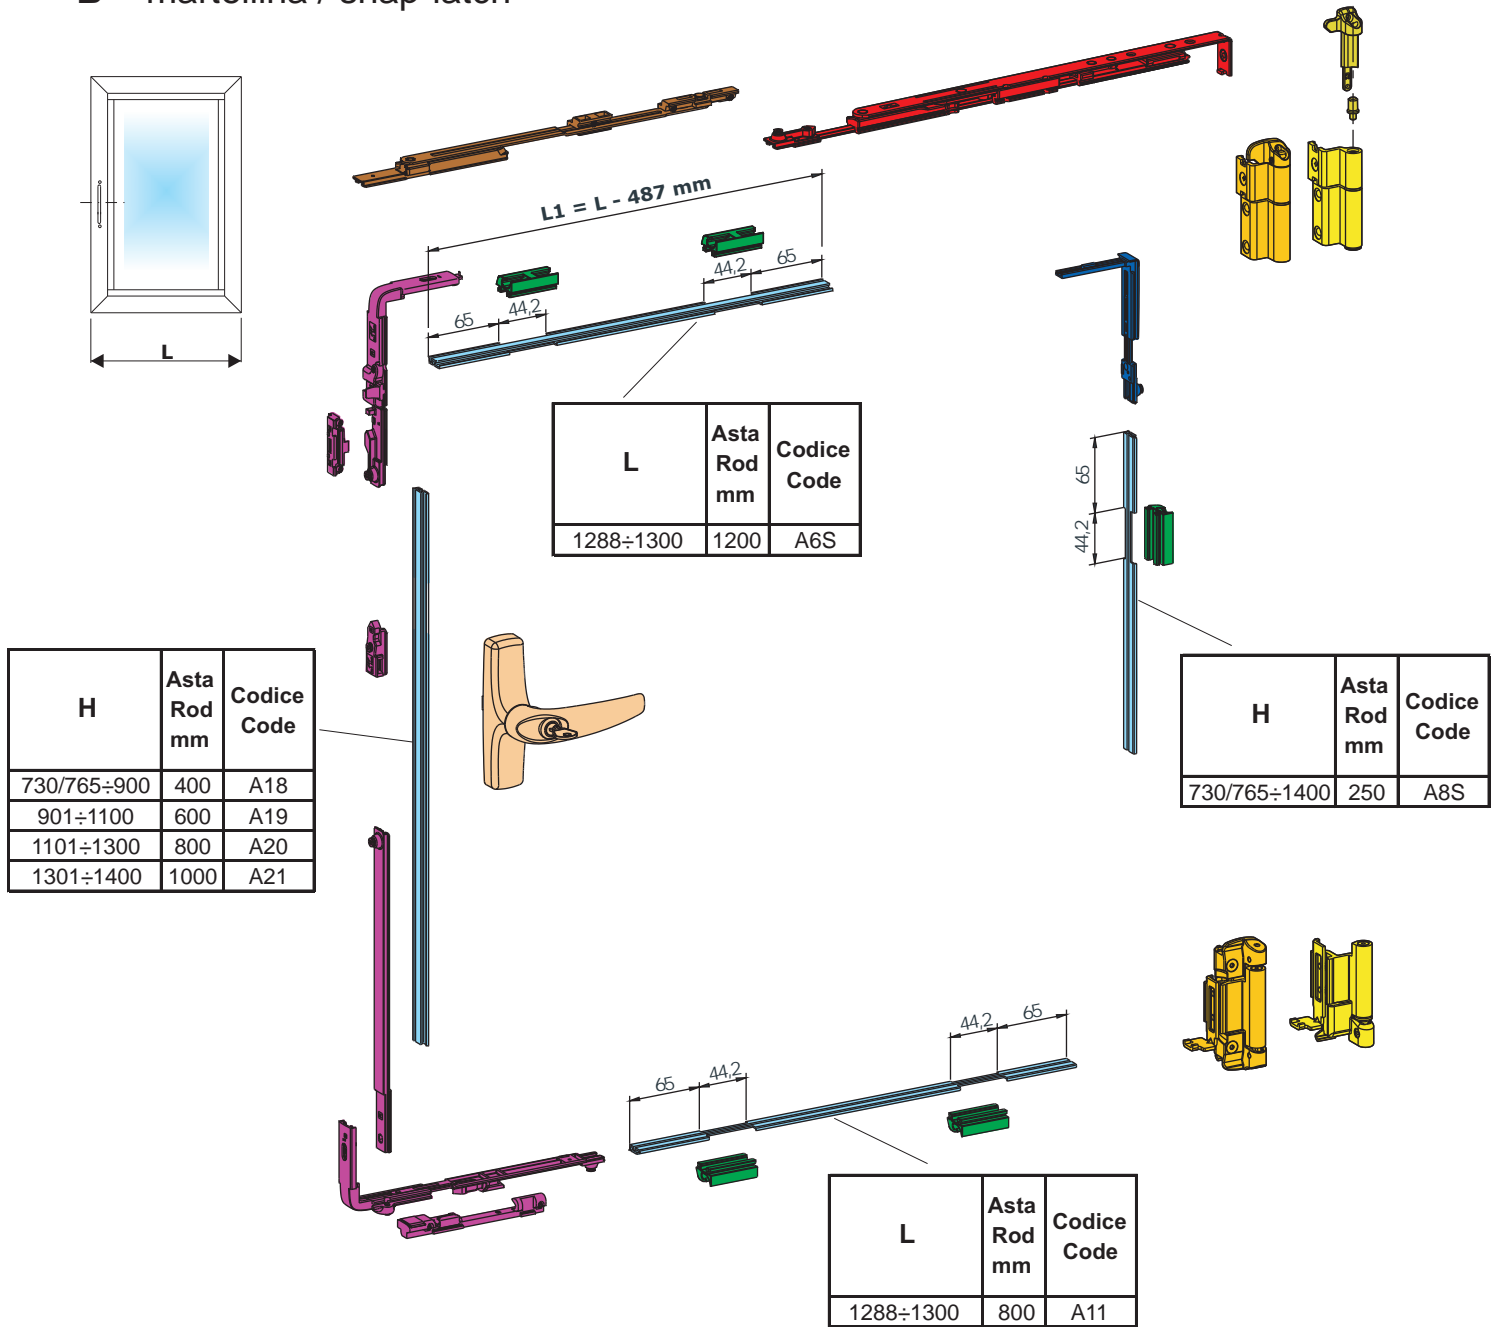 B - martellina / snap-latch
L1 = L - 487 mm
44,2
65
65
44,2
L
L
Asta Rod mm
Codice Code
1288÷1300 1200 A6S
65
44,2
H
Asta Rod mm
Codice Code
730/765÷900 400 A18
901÷1100 600 A19
1101÷1300 800 A20
1301÷1400 1000 A21
H
Asta Rod mm
Codice Code
730/765÷1400 250 A8S
44,2
65
65
44,2
L
Asta Rod mm
Codice Code
1288÷1300 800 A11